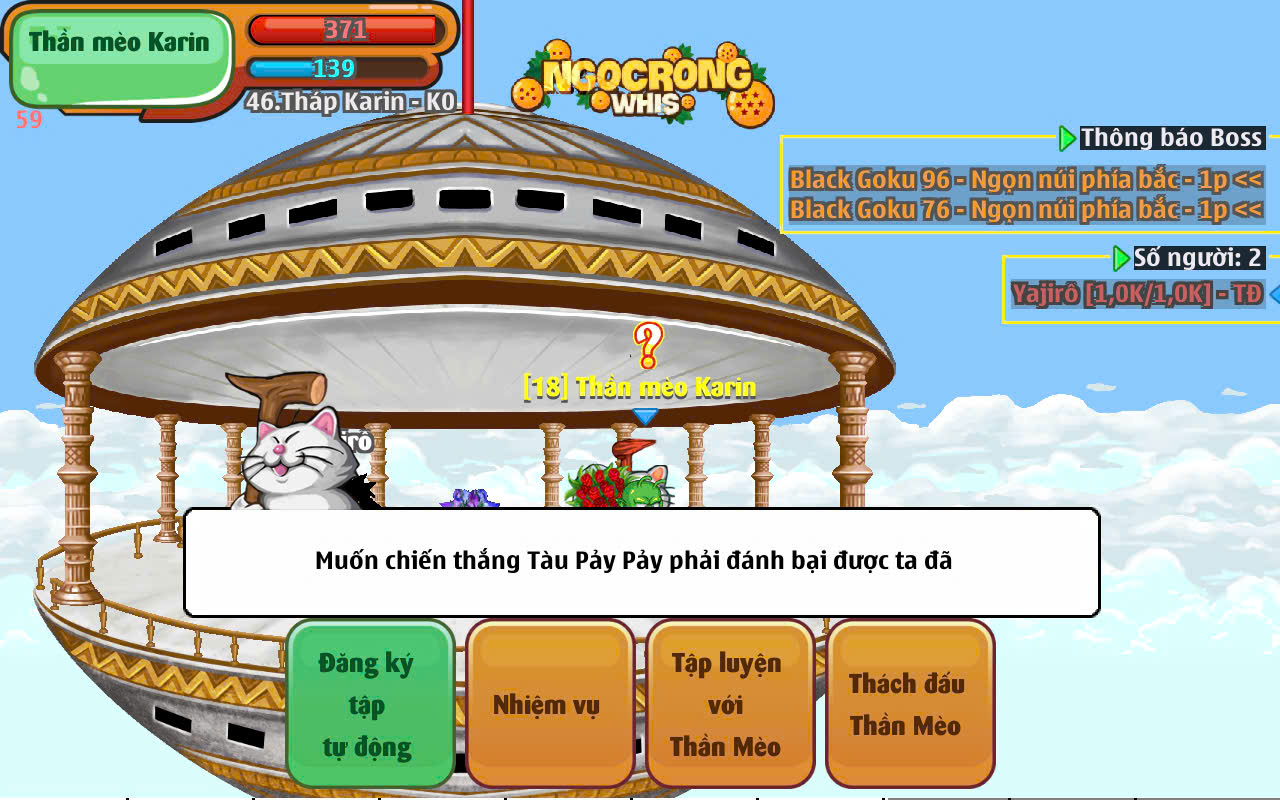 Thần mèo Karin
371
139
46.Tháp Karin - K0
59
NGOCRONG
WHIS
Thông báo Boss
Black Goku 96 - Ngọn núi phía bắc - 1p <<
Black Goku 76 - Ngọn núi phía bắc - 1p <<
Số người: 2
Yajirô [1,0K/1,0K] - TĐ
?
[18] Thần mèo Karin
Muốn chiến thắng Tàu Pảy Pảy phải đánh bại được ta đã
Đăng ký
tập
tự động
Nhiệm vụ
Tập luyện
với
Thần Mèo
Thách đấu
Thần Mèo